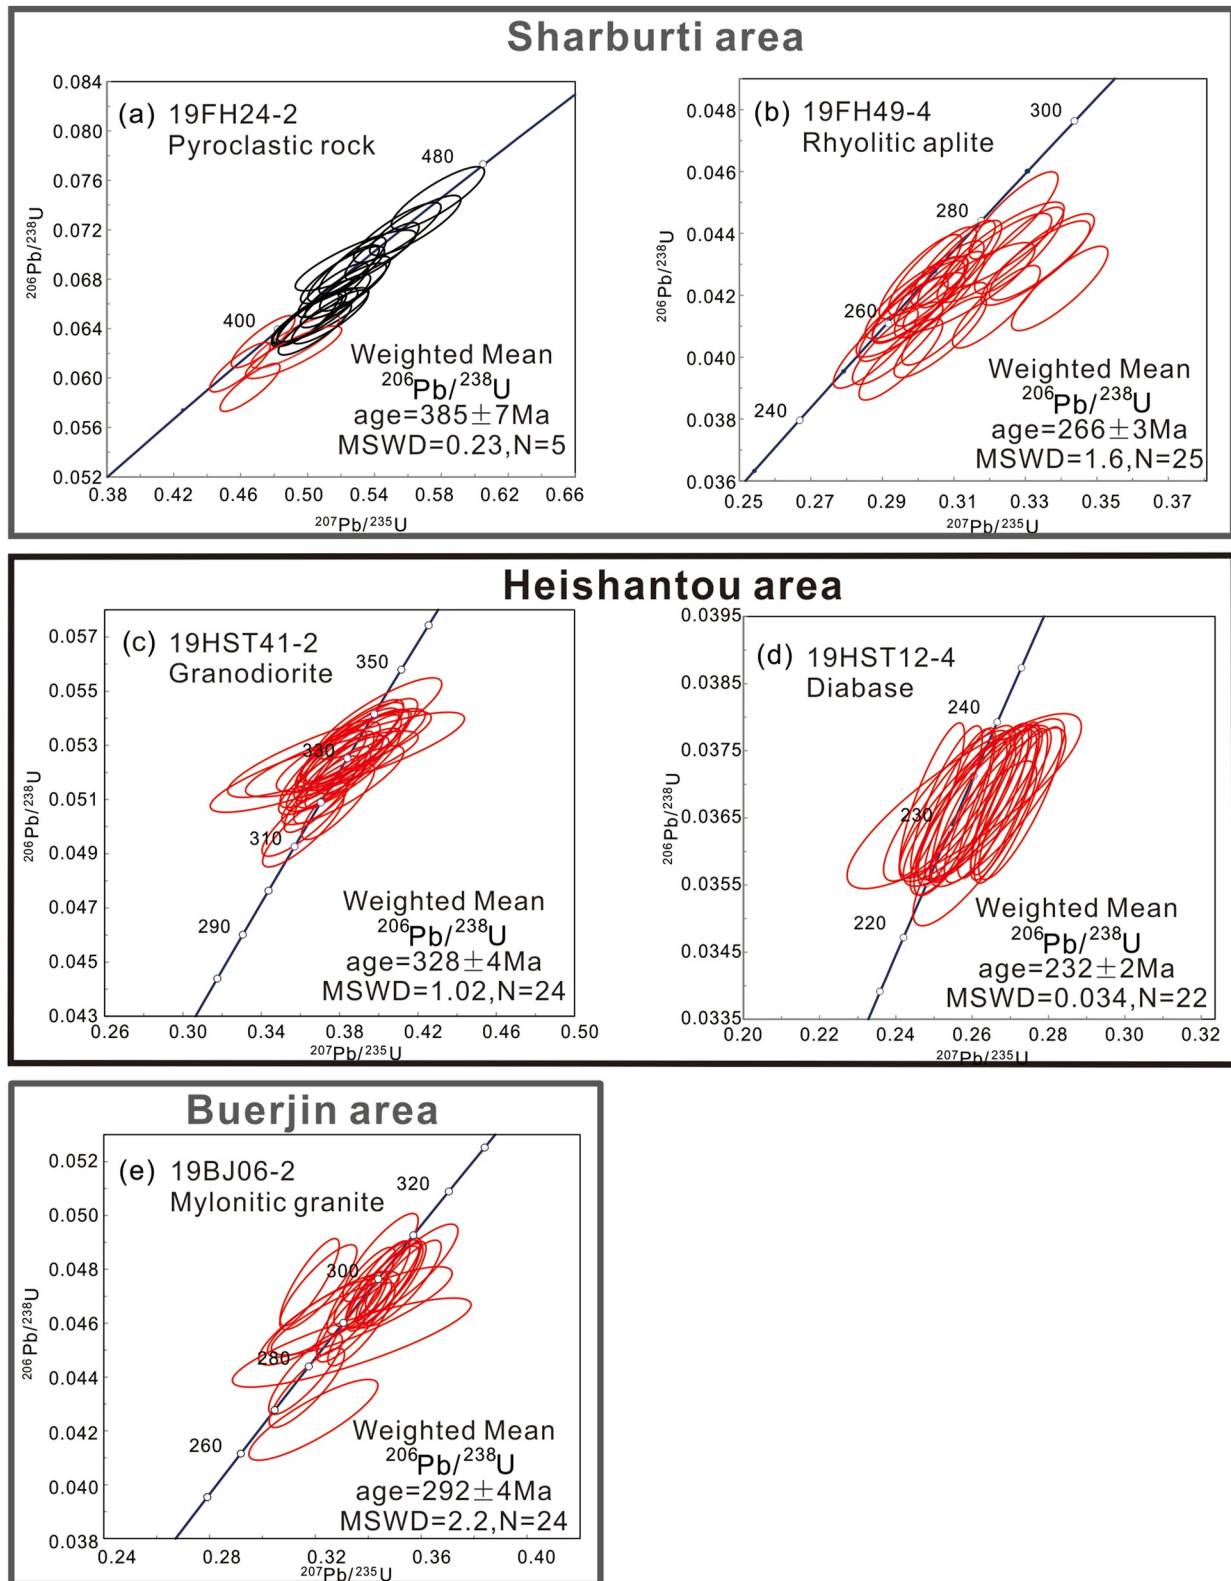 Sharburti area
(a) 19FH24-2
Pyroclastic rock
0.084
0.080
0.076
0.072
0.068
0.064
0.060
0.056
0.052
²⁰⁶Pb/²³⁸U
480
400
Weighted Mean
²⁰⁶Pb/²³⁸U
age=385±7Ma
MSWD=0.23,N=5
0.38 0.42 0.46 0.50 0.54 0.58 0.62 0.66
²⁰⁷Pb/²³⁵U
(b) 19FH49-4
Rhyolitic aplite
0.048
0.046
0.044
0.042
0.040
0.038
0.036
²⁰⁶Pb/²³⁸U
300
280
260
240
Weighted Mean
²⁰⁶Pb/²³⁸U
age=266±3Ma
MSWD=1.6,N=25
0.25 0.27 0.29 0.31 0.33 0.35 0.37
²⁰⁷Pb/²³⁵U
Heishantou area
(c) 19HST41-2
Granodiorite
0.057
0.055
0.053
0.051
0.049
0.047
0.045
0.043
²⁰⁶Pb/²³⁸U
350
330
310
290
Weighted Mean
²⁰⁶Pb/²³⁸U
age=328±4Ma
MSWD=1.02,N=24
0.26 0.30 0.34 0.38 0.42 0.46 0.50
²⁰⁷Pb/²³⁵U
(d) 19HST12-4
Diabase
0.0395
0.0385
0.0375
0.0365
0.0355
0.0345
0.0335
²⁰⁶Pb/²³⁸U
240
230
220
Weighted Mean
²⁰⁶Pb/²³⁸U
age=232±2Ma
MSWD=0.034,N=22
0.20 0.22 0.24 0.26 0.28 0.30 0.32
²⁰⁷Pb/²³⁵U
Buerjin area
(e) 19BJ06-2
Mylonitic granite
0.052
0.050
0.048
0.046
0.044
0.042
0.040
0.038
²⁰⁶Pb/²³⁸U
320
300
280
260
Weighted Mean
²⁰⁶Pb/²³⁸U
age=292±4Ma
MSWD=2.2,N=24
0.24 0.28 0.32 0.36 0.40
²⁰⁷Pb/²³⁵U